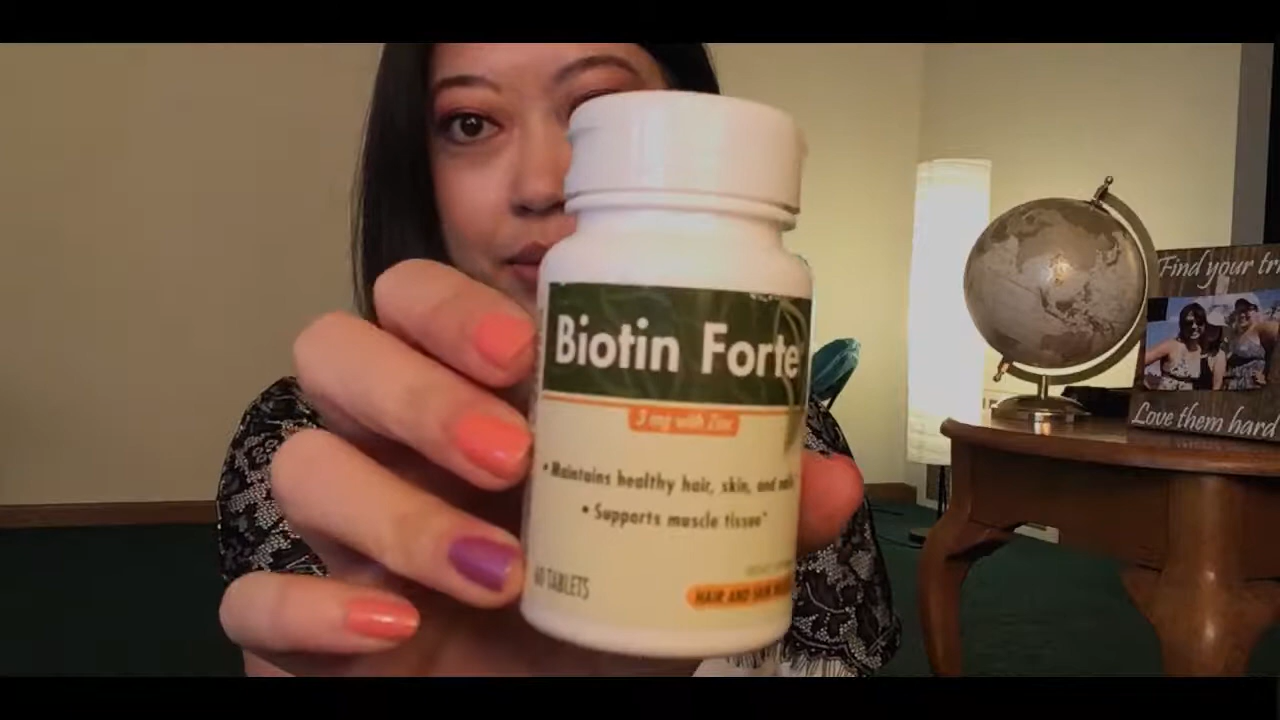 Biotin Forte
3 mg with Zinc
• Maintains healthy hair, skin, and nails
• Supports muscle tissue*
60 TABLETS
HAIR AND SKIN
Find your
Love them hard